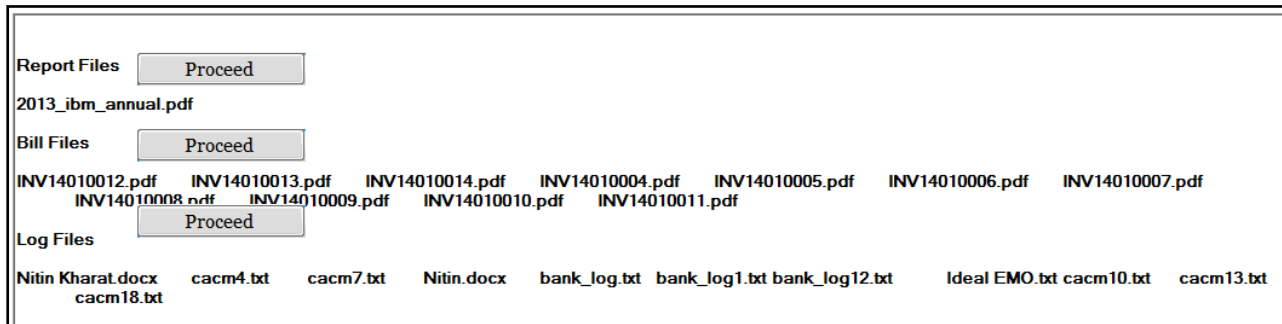 Report Files Proceed
2013_ibm_annual.pdf
Bill Files Proceed
INV14010012.pdf INV14010013.pdf INV14010014.pdf INV14010004.pdf INV14010005.pdf INV14010006.pdf INV14010007.pdf
INV14010008.pdf INV14010009.pdf INV14010010.pdf INV14010011.pdf
Proceed
Log Files
Nitin Kharat.docx cacm4.txt cacm7.txt Nitin.docx bank_log.txt bank_log1.txt bank_log12.txt Ideal EMO.txt cacm10.txt cacm13.txt
cacm18.txt